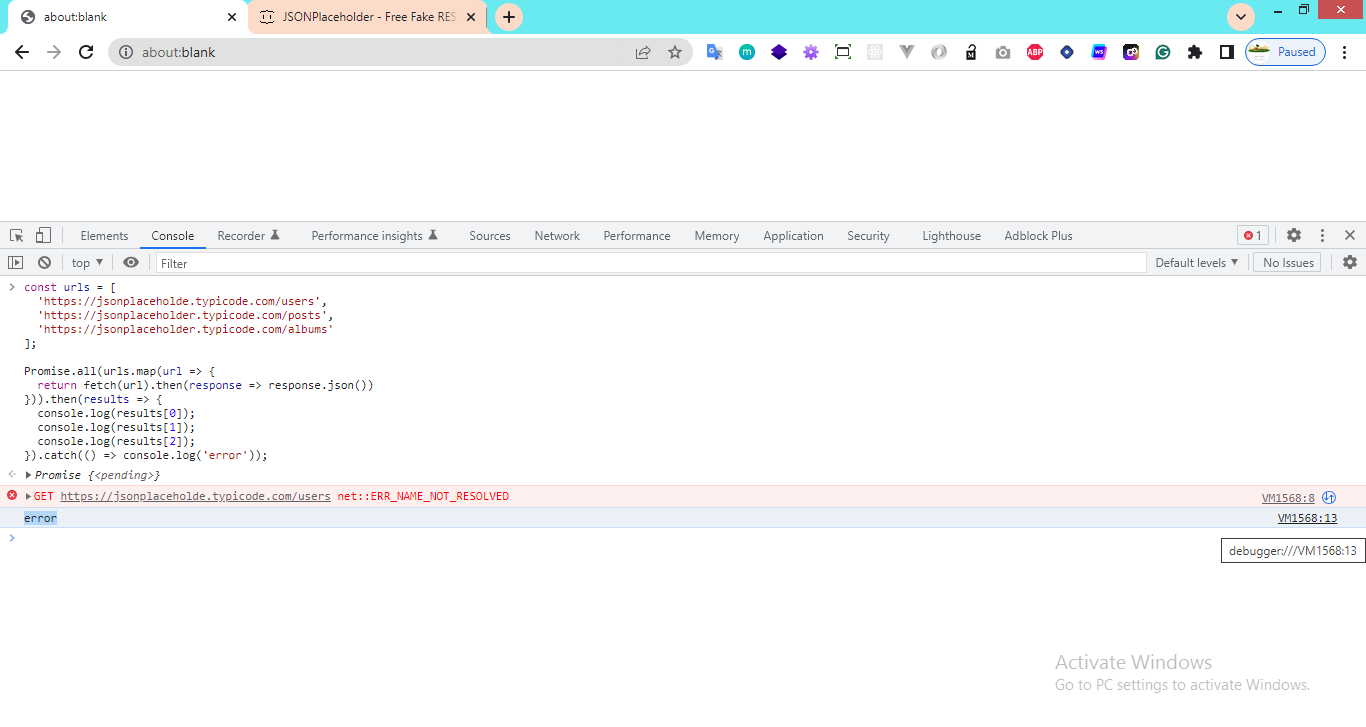 about:blank
JSONPlaceholder - Free Fake RES
about:blank
Paused
Elements Console Recorder Performance insights Sources Network Performance Memory Application Security Lighthouse Adblock Plus 1
top Filter Default levels No Issues
const urls = [
'https://jsonplaceholde.typicode.com/users',
'https://jsonplaceholder.typicode.com/posts',
'https://jsonplaceholder.typicode.com/albums'
];
Promise.all(urls.map(url => {
return fetch(url).then(response => response.json())
})).then(results => {
console.log(results[0]);
console.log(results[1]);
console.log(results[2]);
}).catch(() => console.log('error'));
Promise {<pending>}
GET https://jsonplaceholde.typicode.com/users net::ERR_NAME_NOT_RESOLVED VM1568:8
error VM1568:13
debugger:///VM1568:13
Activate Windows
Go to PC settings to activate Windows.